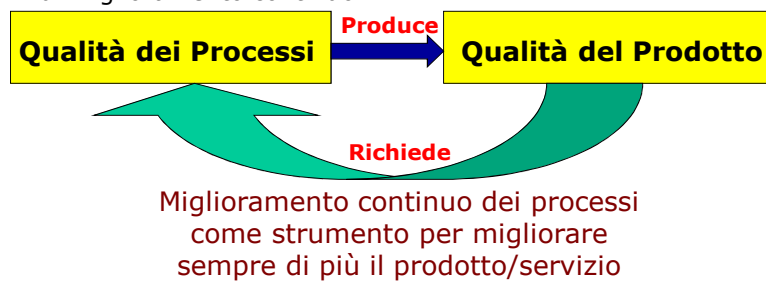 Produce
Qualità dei Processi
Qualità del Prodotto
Richiede
Miglioramento continuo dei processi
come strumento per migliorare
sempre di più il prodotto/servizio